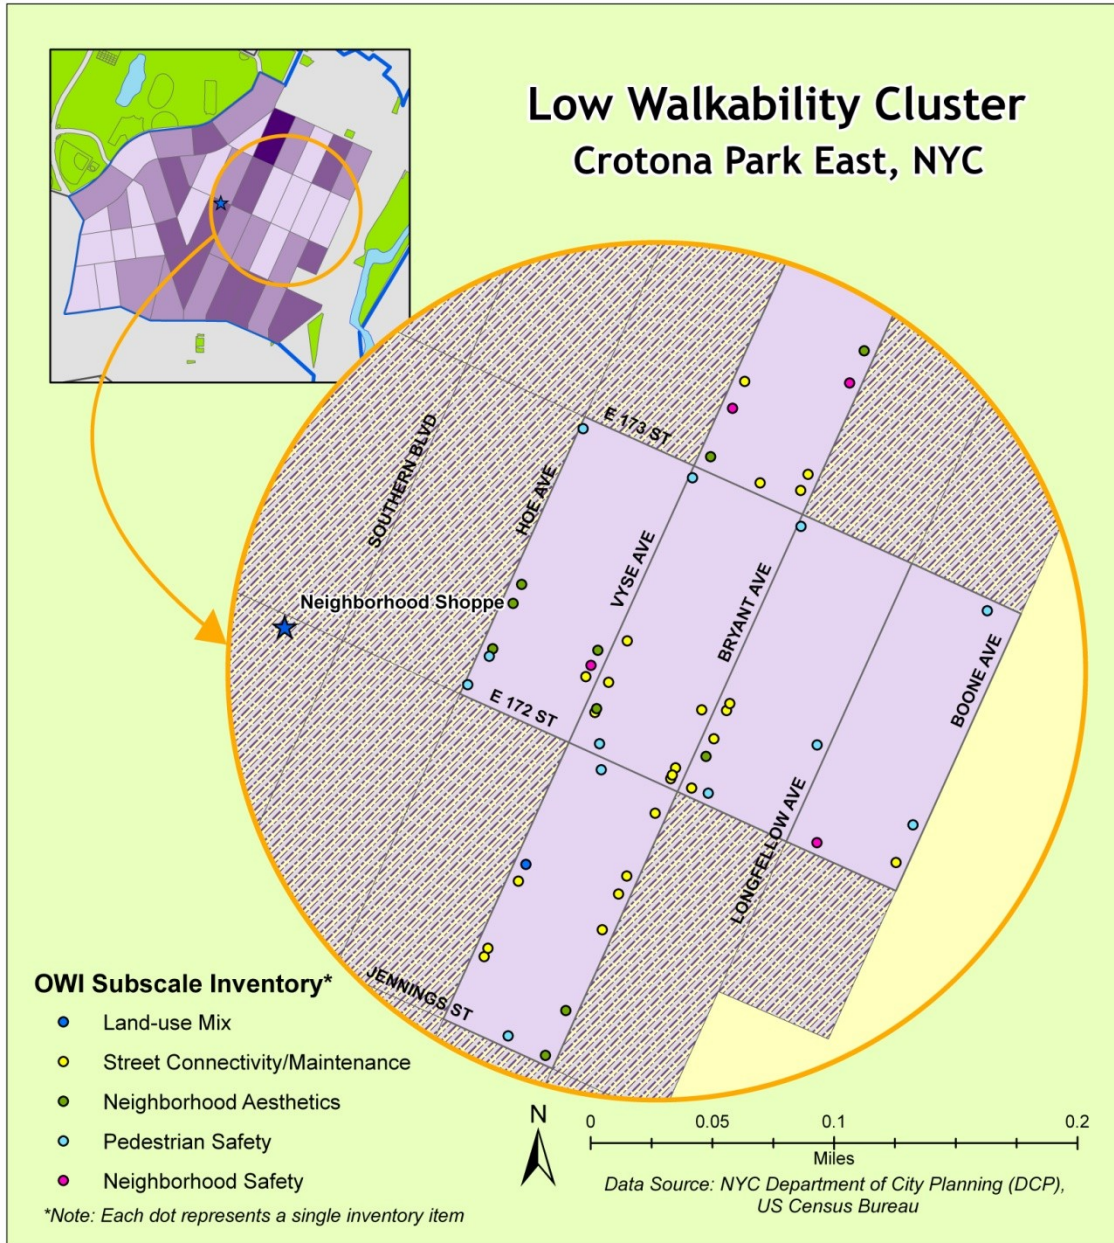 Low Walkability Cluster
Crotona Park East, NYC
E 173 ST
SOUTHERN BLVD
HOE AVE
VYSE AVE
BRYANT AVE
Neighborhood Shoppe
BOONE AVE
E 172 ST
LONGFELLOW AVE
JENNINGS ST
OWI Subscale Inventory*
Land-use Mix
Street Connectivity/Maintenance
Neighborhood Aesthetics
Pedestrian Safety
Neighborhood Safety
*Note: Each dot represents a single inventory item
N
0 0.05 0.1 0.2
Miles
Data Source: NYC Department of City Planning (DCP),
US Census Bureau